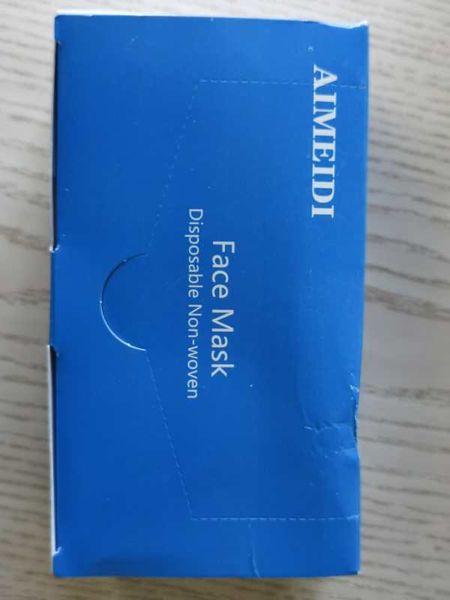 AIMEIDI
Face Mask
Disposable Non-woven